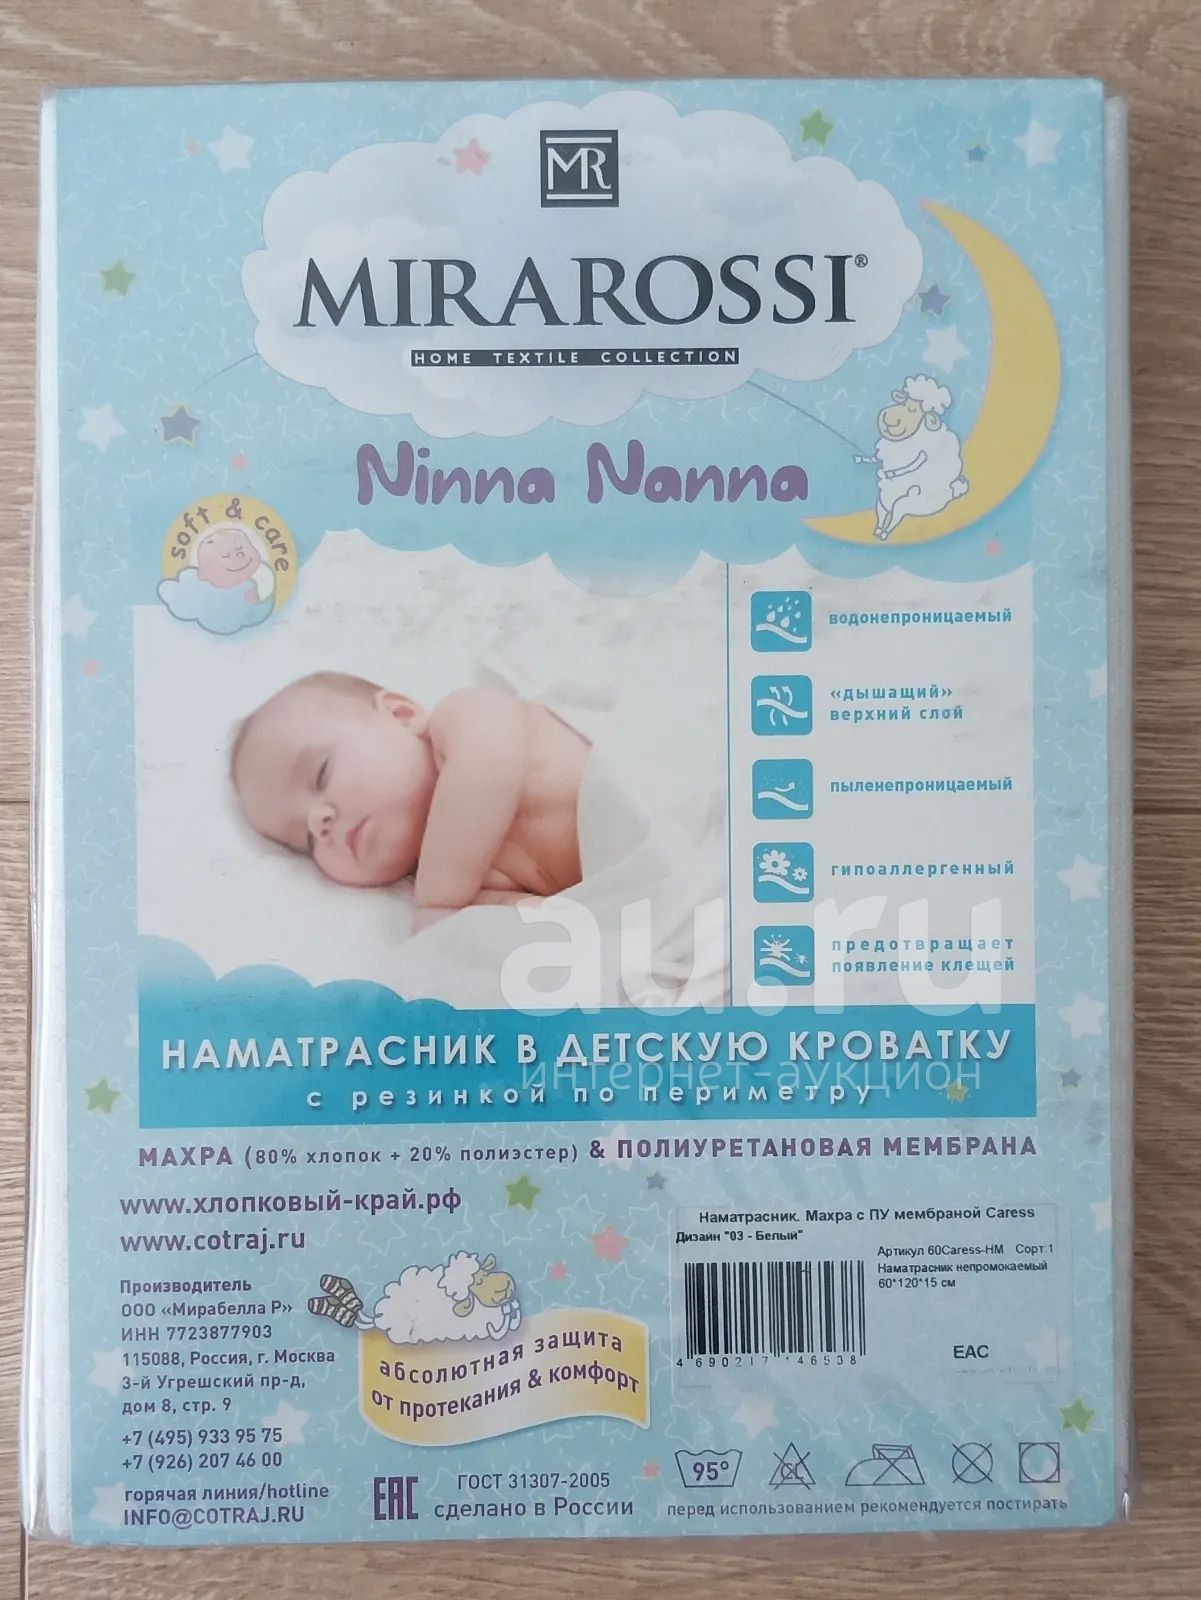 MR
MIRAROSSI®
HOME TEXTILE COLLECTION
Ninna Nanna
soft & care
водонепроницаемый
«дышащий»
верхний слой
пыленепроницаемый
гипоаллергенный
предотвращает
появление клещей
au.ru
интернет-аукцион
НАМАТРАСНИК В ДЕТСКУЮ КРОВАТКУ
с резинкой по периметру
МАХРА (80% хлопок + 20% полиэстер) & ПОЛИУРЕТАНОВАЯ МЕМБРАНА
www.хлопковый-край.рф
www.cotraj.ru
Производитель
ООО «Мирабелла Р»
ИНН 7723877903
115088, Россия, г. Москва
3-й Угрешский пр-д,
дом 8, стр. 9
+7 (495) 933 95 75
+7 (926) 207 46 00
горячая линия/hotline
INFO@COTRAJ.RU
абсолютная защита
от протекания & комфорт
Наматрасник. Махра с ПУ мембраной Caress
Дизайн "03 - Белый"
Артикул 60Caress-НМ Сорт.1
Наматрасник непромокаемый
60*120*15 см
4690217146538
EAC
EAC
ГОСТ 31307-2005
сделано в России
95°
CL
перед использованием рекомендуется постирать